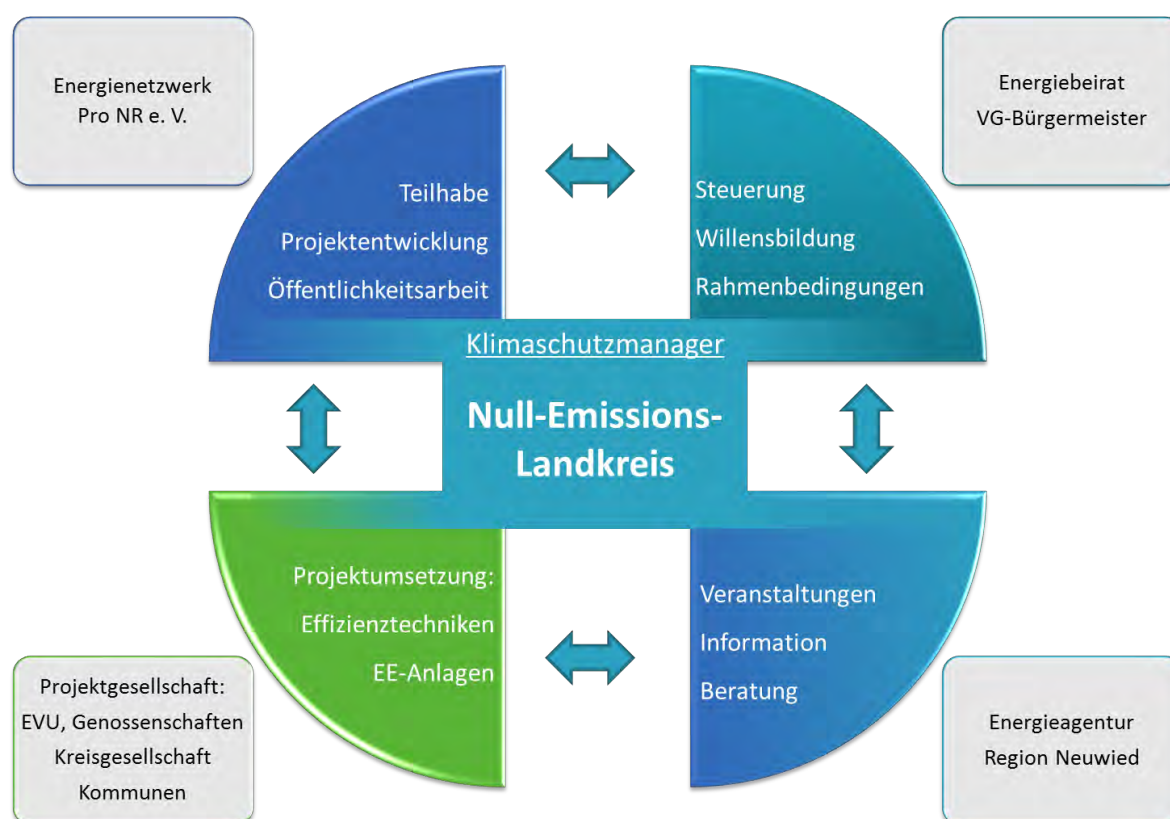 Energienetzwerk
Pro NR e. V.
Energiebeirat
VG-Bürgermeister
Teilhabe
Projektentwicklung
Öffentlichkeitsarbeit
Steuerung
Willensbildung
Rahmenbedingungen
Klimaschutzmanager
Null-Emissions-
Landkreis
Projektumsetzung:
Effizienztechniken
EE-Anlagen
Veranstaltungen
Information
Beratung
Projektgesellschaft:
EVU, Genossenschaften
Kreisgesellschaft
Kommunen
Energieagentur
Region Neuwied